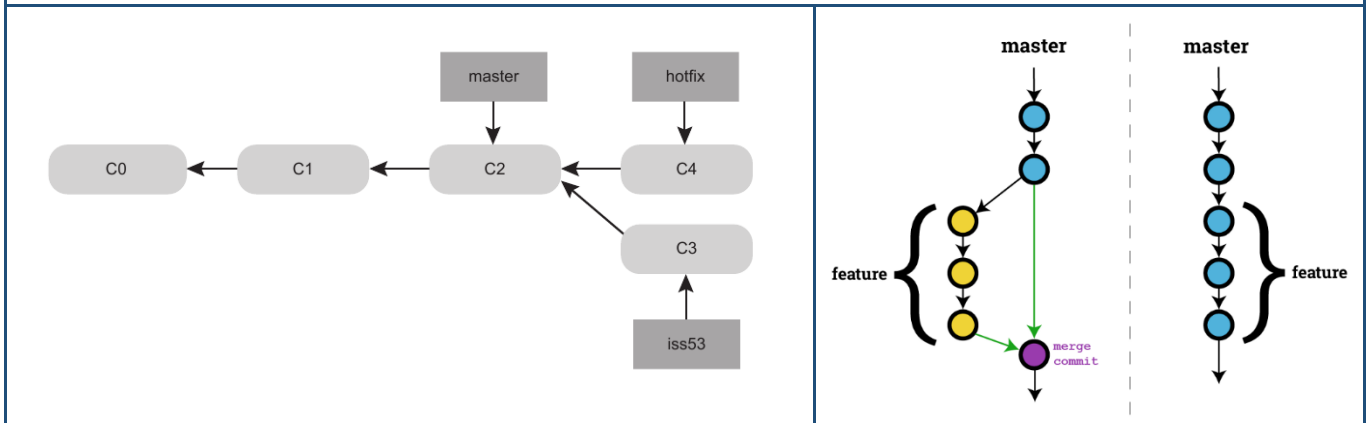 master
hotfix
C0
C1
C2
C4
C3
iss53
master
feature
merge
commit
master
feature